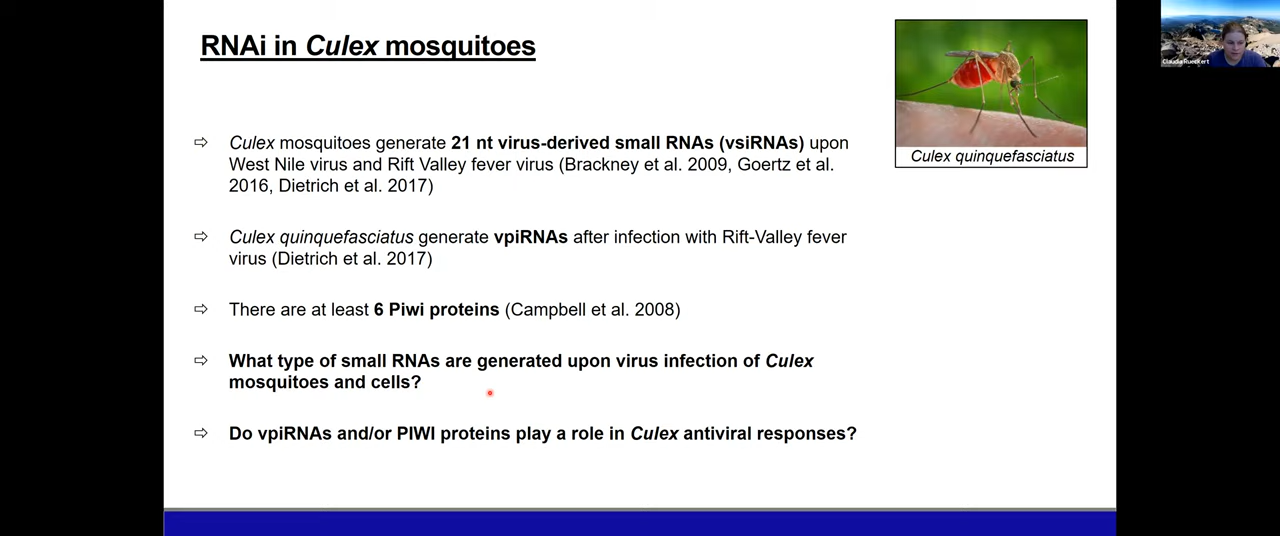 RNAi in Culex mosquitoes
Claudia Rueckert
Culex quinquefasciatus
⇨ Culex mosquitoes generate 21 nt virus-derived small RNAs (vsiRNAs) upon
West Nile virus and Rift Valley fever virus (Brackney et al. 2009, Goertz et al.
2016, Dietrich et al. 2017)
⇨ Culex quinquefasciatus generate vpiRNAs after infection with Rift-Valley fever
virus (Dietrich et al. 2017)
⇨ There are at least 6 Piwi proteins (Campbell et al. 2008)
⇨ What type of small RNAs are generated upon virus infection of Culex
mosquitoes and cells?
⇨ Do vpiRNAs and/or PIWI proteins play a role in Culex antiviral responses?